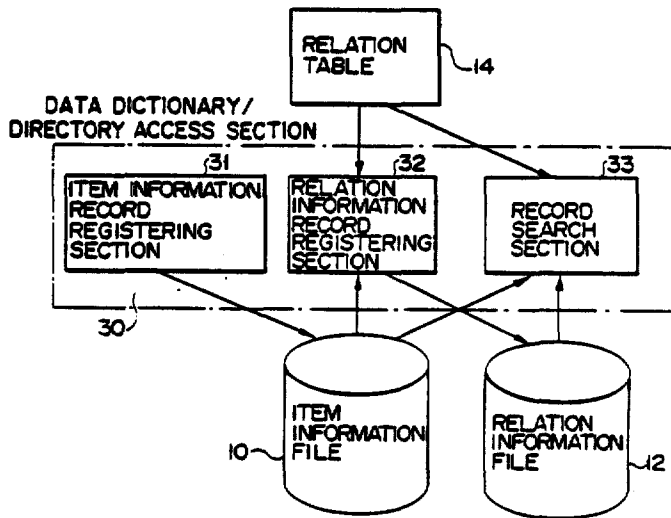 RELATION
TABLE
14
DATA DICTIONARY/
DIRECTORY ACCESS SECTION
31
ITEM INFORMATION
RECORD
REGISTERING
SECTION
32
RELATION
INFORMATION
RECORD
REGISTERING
SECTION
33
RECORD
SEARCH
SECTION
30
ITEM
INFORMATION
FILE
10
RELATION
INFORMATION
FILE
12